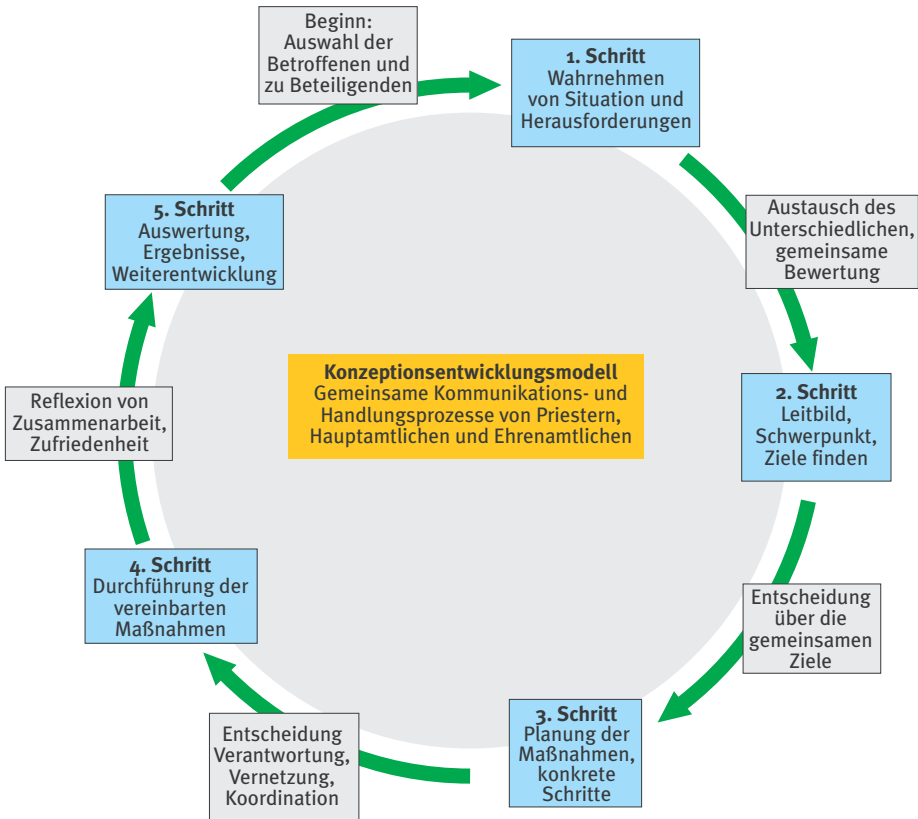 Beginn:
Auswahl der
Betroffenen und
zu Beteiligenden
1. Schritt
Wahrnehmen
von Situation und
Herausforderungen
Austausch des
Unterschiedlichen,
gemeinsame
Bewertung
2. Schritt
Leitbild,
Schwerpunkt,
Ziele finden
Entscheidung
über die
gemeinsamen
Ziele
3. Schritt
Planung der
Maßnahmen,
konkrete
Schritte
Entscheidung
Verantwortung,
Vernetzung,
Koordination
4. Schritt
Durchführung der
vereinbarten
Maßnahmen
Reflexion von
Zusammenarbeit,
Zufriedenheit
5. Schritt
Auswertung,
Ergebnisse,
Weiterentwicklung
Konzeptionsentwicklungsmodell
Gemeinsame Kommunikations- und
Handlungsprozesse von Priestern,
Hauptamtlichen und Ehrenamtlichen